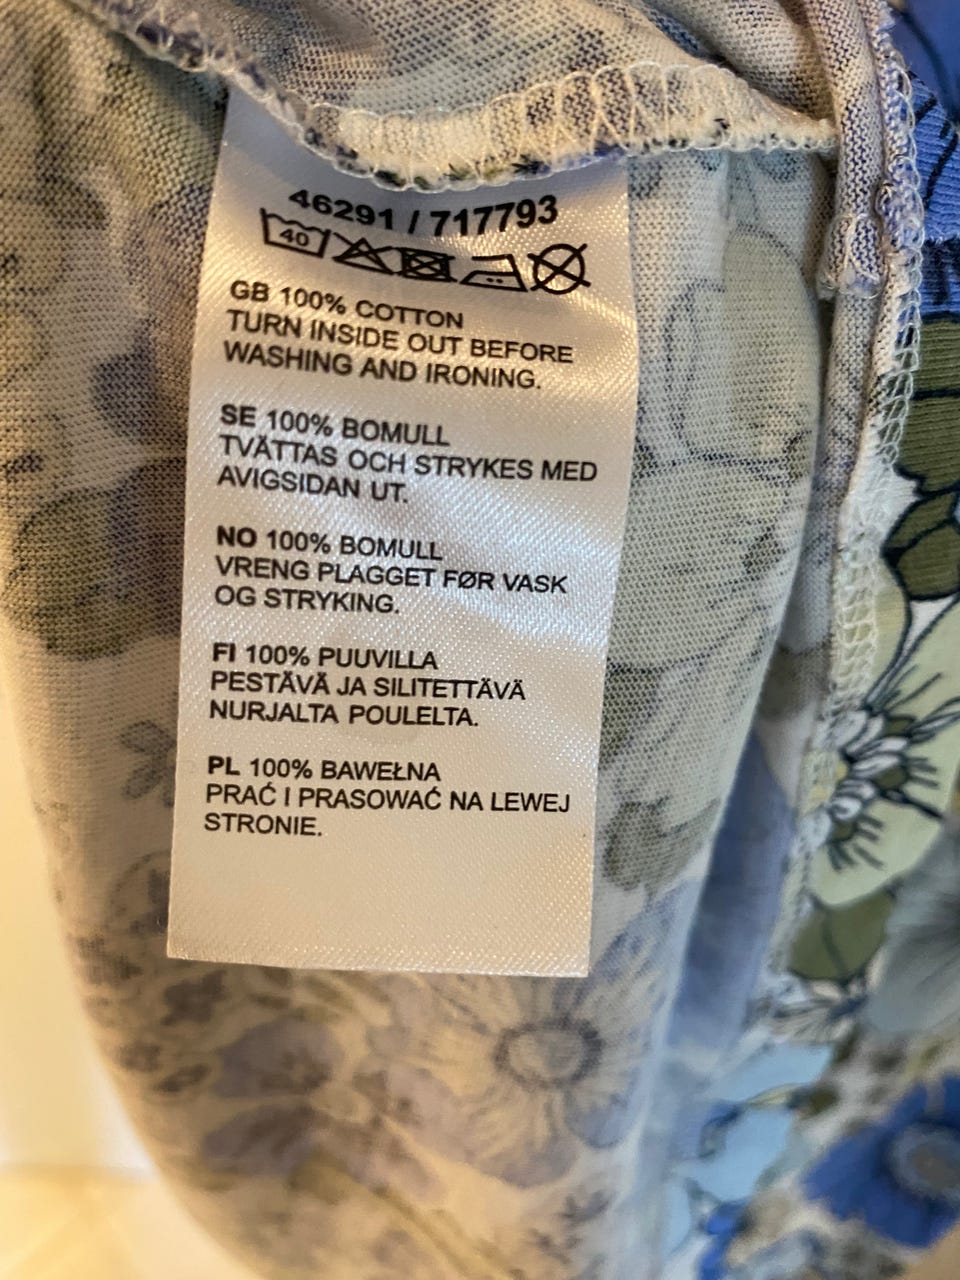 46291 / 717793
40
GB 100% COTTON
TURN INSIDE OUT BEFORE
WASHING AND IRONING.
SE 100% BOMULL
TVÄTTAS OCH STRYKES MED
AVIGSIDAN UT.
NO 100% BOMULL
VRENG PLAGGET FØR VASK
OG STRYKING.
FI 100% PUUVILLA
PESTÄVÄ JA SILITETTÄVÄ
NURJALTA POULELTA.
PL 100% BAWEŁNA
PRAĆ I PRASOWAĆ NA LEWEJ
STRONIE.